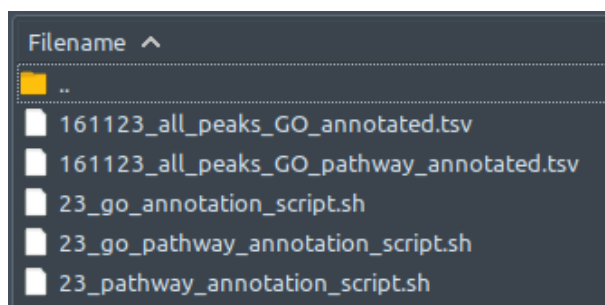 Filename
..
161123_all_peaks_GO_annotated.tsv
161123_all_peaks_GO_pathway_annotated.tsv
23_go_annotation_script.sh
23_go_pathway_annotation_script.sh
23_pathway_annotation_script.sh